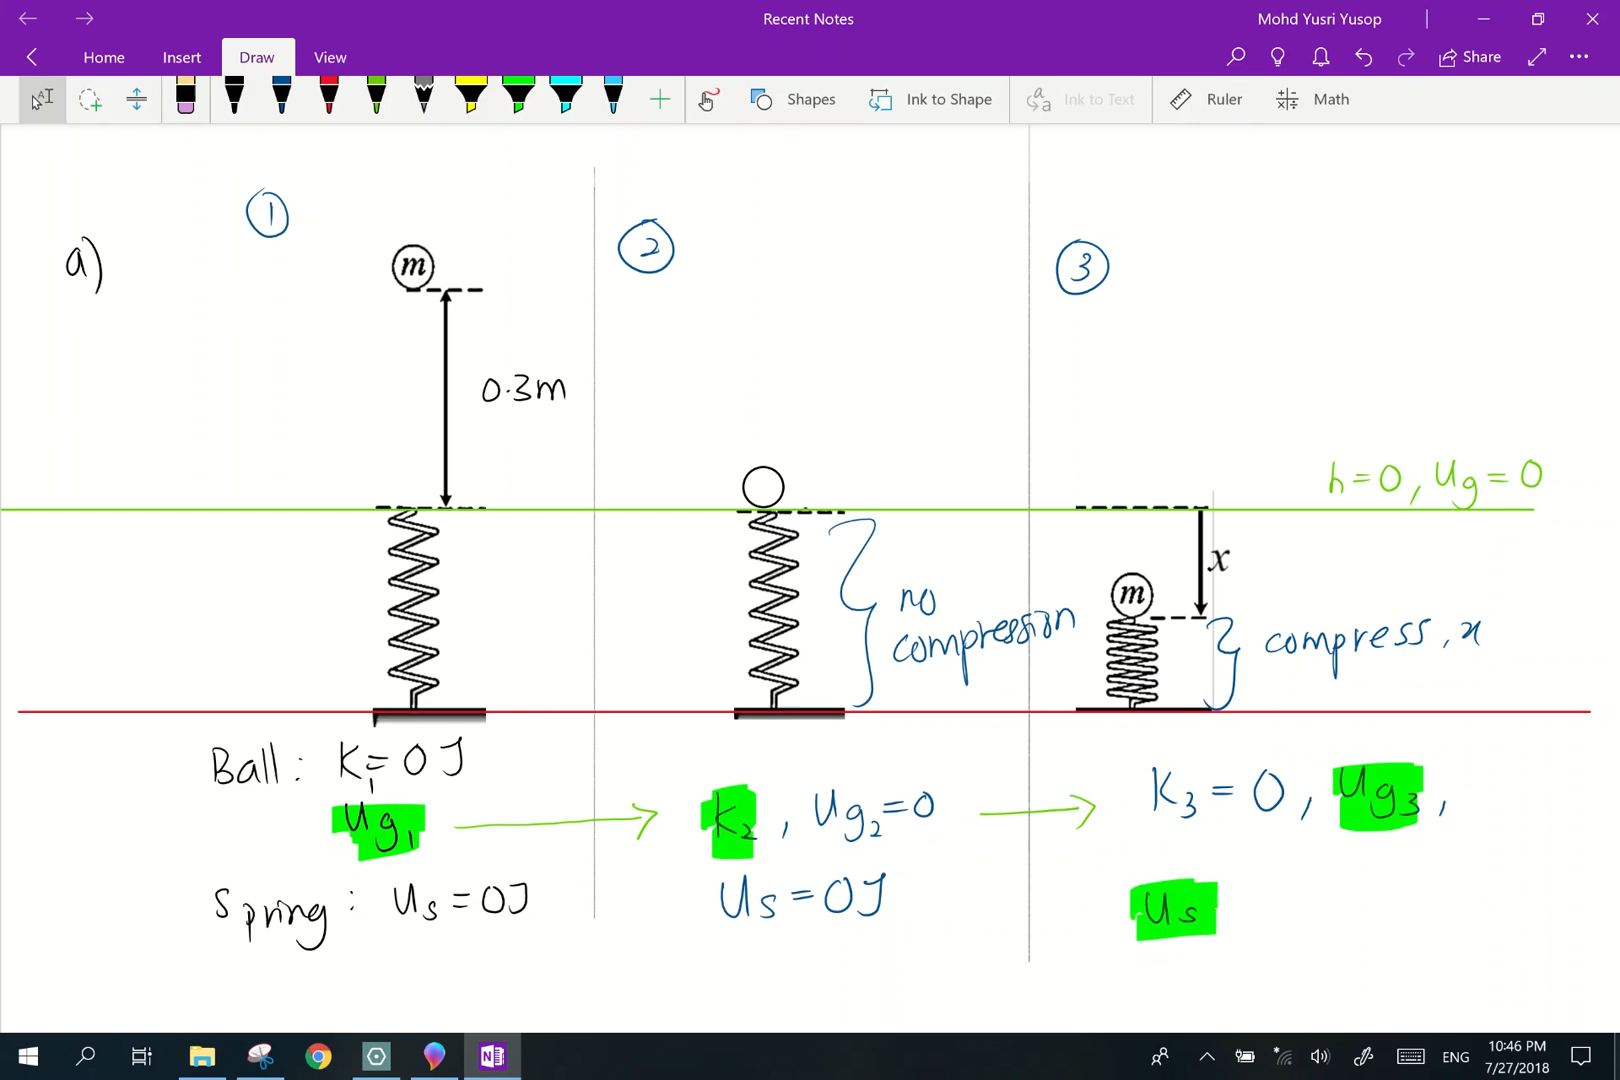 Recent Notes
Mohd Yusri Yusop
Home Insert Draw View
Share
Shapes
Ink to Shape
Ink to Text
Ruler
Math
a)
1
2
3
m
0.3m
h=0, Ug=0
x
m
no
compression
compress, x
Ball: K₁=0J
Ug₁
K₂, Ug₂=0
K₃=0, Ug₃,
Spring: Us=0J
Us=0J
Us
ENG
10:46 PM
7/27/2018